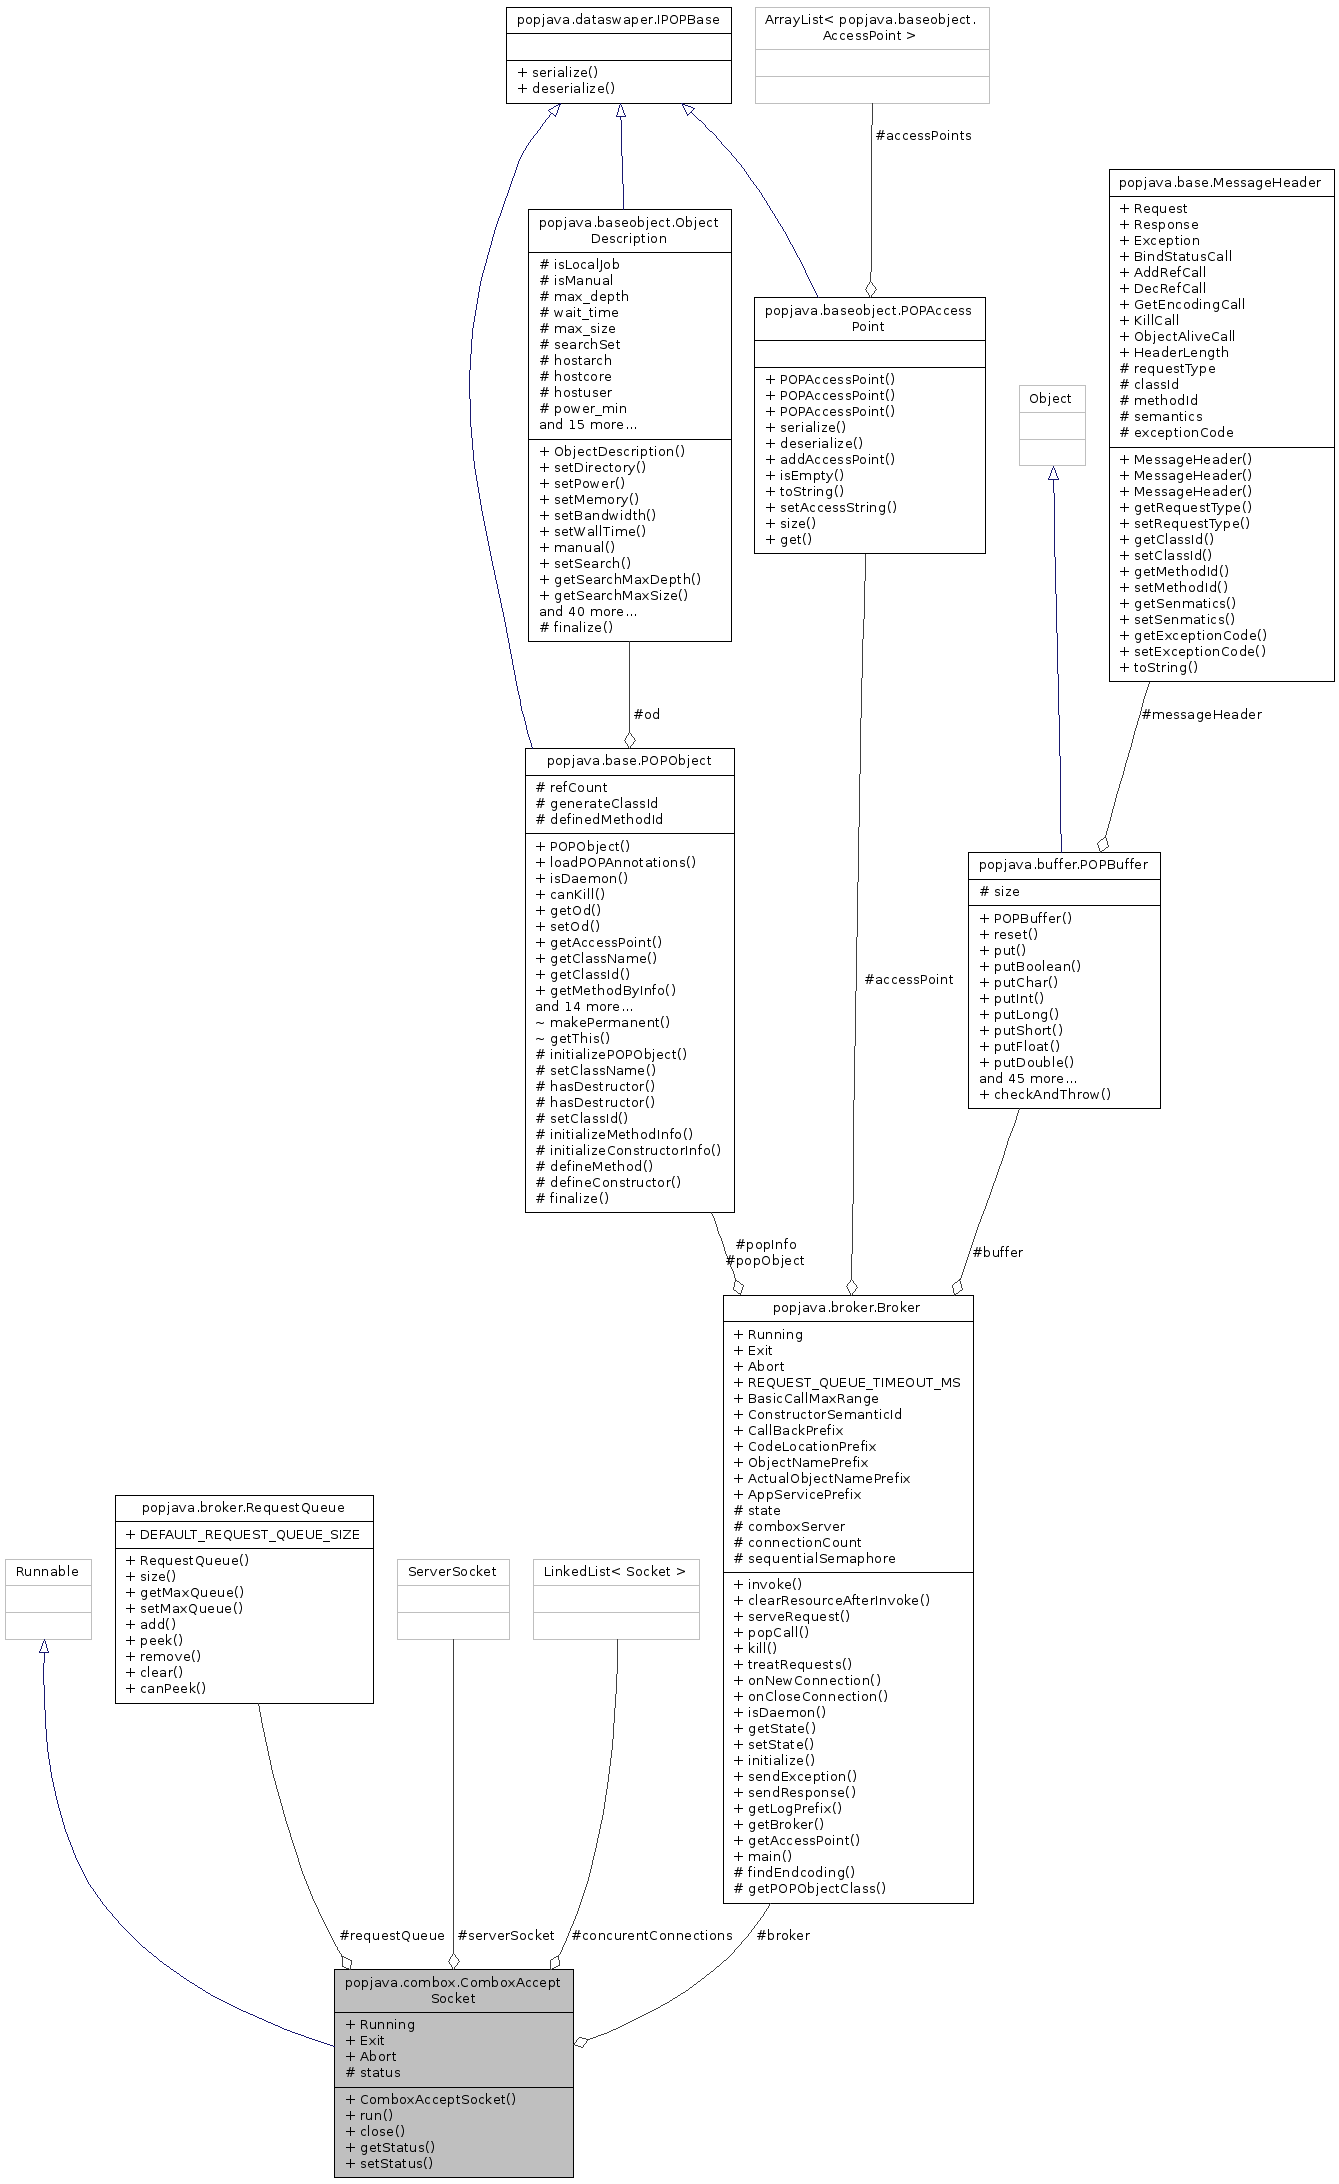 popjava.dataswaper.IPOPBase
+ serialize()
+ deserialize()
ArrayList< popjava.baseobject.
AccessPoint >
#accessPoints
popjava.base.MessageHeader
+ Request
+ Response
+ Exception
+ BindStatusCall
+ AddRefCall
+ DecRefCall
+ GetEncodingCall
+ KillCall
+ ObjectAliveCall
+ HeaderLength
# requestType
# classId
# methodId
# semantics
# exceptionCode
+ MessageHeader()
+ MessageHeader()
+ MessageHeader()
+ getRequestType()
+ setRequestType()
+ getClassId()
+ setClassId()
+ getMethodId()
+ setMethodId()
+ getSenmatics()
+ setSenmatics()
+ getExceptionCode()
+ setExceptionCode()
+ toString()
popjava.baseobject.Object
Description
# isLocalJob
# isManual
# max_depth
# wait_time
# max_size
# searchSet
# hostarch
# hostcore
# hostuser
# power_min
and 15 more...
+ ObjectDescription()
+ setDirectory()
+ setPower()
+ setMemory()
+ setBandwidth()
+ setWallTime()
+ manual()
+ setSearch()
+ getSearchMaxDepth()
+ getSearchMaxSize()
and 40 more...
# finalize()
popjava.baseobject.POPAccess
Point
+ POPAccessPoint()
+ POPAccessPoint()
+ POPAccessPoint()
+ serialize()
+ deserialize()
+ addAccessPoint()
+ isEmpty()
+ toString()
+ setAccessString()
+ size()
+ get()
Object
#od
#messageHeader
popjava.base.POPObject
# refCount
# generateClassId
# definedMethodId
+ POPObject()
+ loadPOPAnnotations()
+ isDaemon()
+ canKill()
+ getOd()
+ setOd()
+ getAccessPoint()
+ getClassName()
+ getClassId()
+ getMethodByInfo()
and 14 more...
~ makePermanent()
~ getThis()
# initializePOPObject()
# setClassName()
# hasDestructor()
# hasDestructor()
# setClassId()
# initializeMethodInfo()
# initializeConstructorInfo()
# defineMethod()
# defineConstructor()
# finalize()
popjava.buffer.POPBuffer
# size
+ POPBuffer()
+ reset()
+ put()
+ putBoolean()
+ putChar()
+ putInt()
+ putLong()
+ putShort()
+ putFloat()
+ putDouble()
and 45 more...
+ checkAndThrow()
#accessPoint
#popInfo
#popObject
#buffer
popjava.broker.Broker
+ Running
+ Exit
+ Abort
+ REQUEST_QUEUE_TIMEOUT_MS
+ BasicCallMaxRange
+ ConstructorSemanticId
+ CallBackPrefix
+ CodeLocationPrefix
+ ObjectNamePrefix
+ ActualObjectNamePrefix
+ AppServicePrefix
# state
# comboxServer
# connectionCount
# sequentialSemaphore
+ invoke()
+ clearResourceAfterInvoke()
+ serveRequest()
+ popCall()
+ kill()
+ treatRequests()
+ onNewConnection()
+ onCloseConnection()
+ isDaemon()
+ getState()
+ setState()
+ initialize()
+ sendException()
+ sendResponse()
+ getLogPrefix()
+ getBroker()
+ getAccessPoint()
+ main()
# findEndcoding()
# getPOPObjectClass()
Runnable
popjava.broker.RequestQueue
+ DEFAULT_REQUEST_QUEUE_SIZE
+ RequestQueue()
+ size()
+ getMaxQueue()
+ setMaxQueue()
+ add()
+ peek()
+ remove()
+ clear()
+ canPeek()
ServerSocket
LinkedList< Socket >
#requestQueue
#serverSocket
#concurentConnections
#broker
popjava.combox.ComboxAccept
Socket
+ Running
+ Exit
+ Abort
# status
+ ComboxAcceptSocket()
+ run()
+ close()
+ getStatus()
+ setStatus()